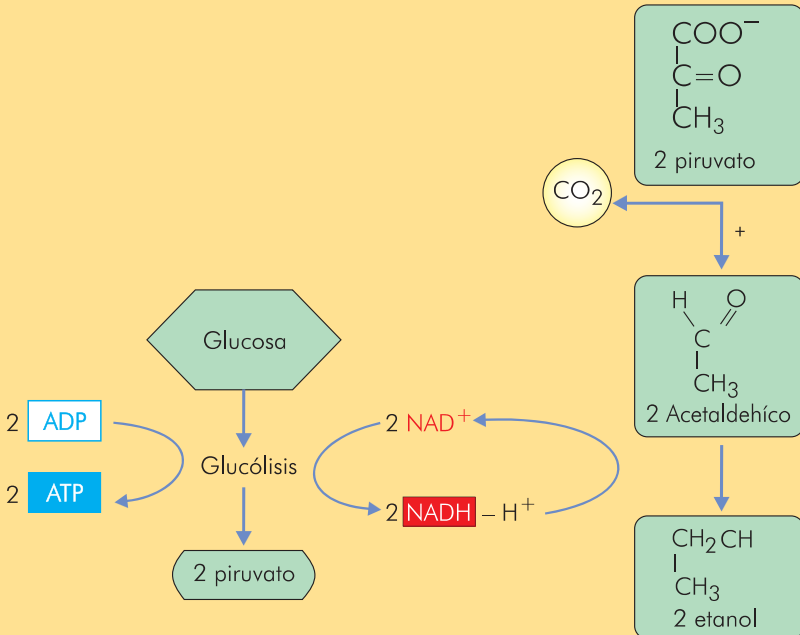 COO⁻
C=O
CH₃
2 piruvato
CO₂
+
H O
C
CH₃
2 Acetaldehíco
Glucosa
2 ADP
2 NAD⁺
Glucólisis
2 ATP
2 NADH – H⁺
2 piruvato
CH₂CH
CH₃
2 etanol